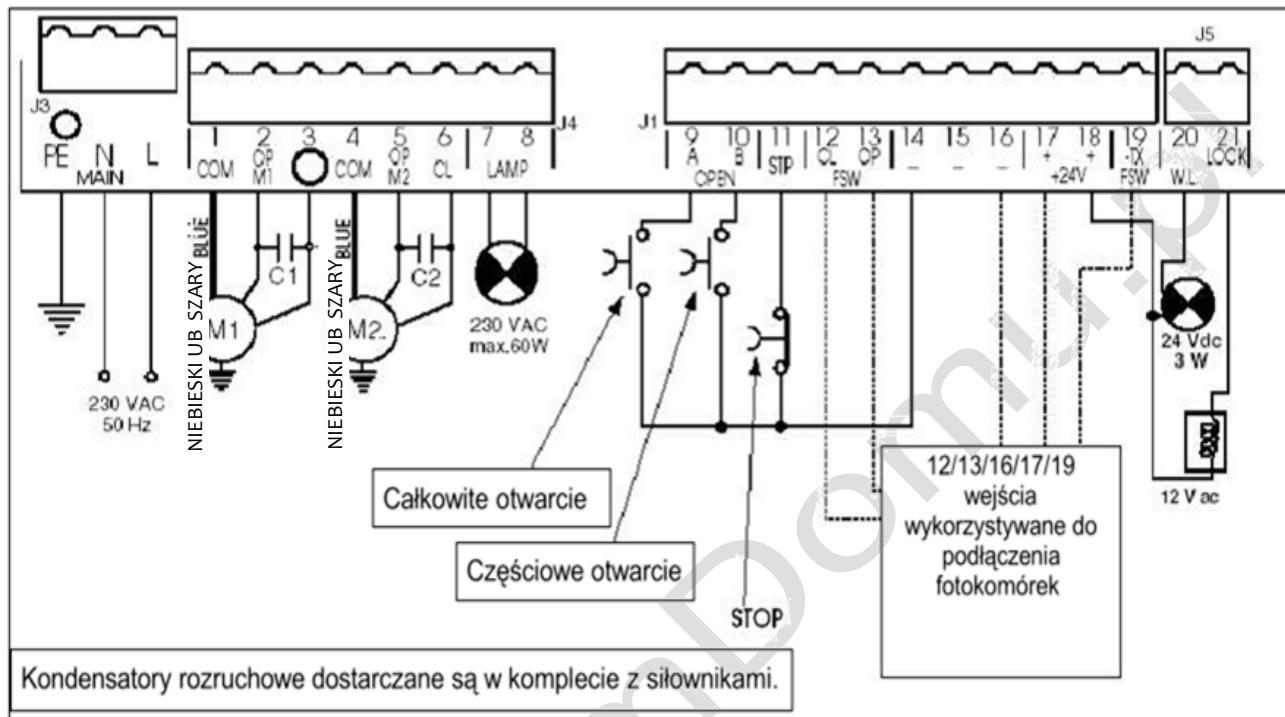 J3
PE N L
MAIN
1 2 3 4 5 6 7 8
J4
COM OP M1 COM OP M2 CL LAMP
J1
9 10 11 12 13 14 15 16 17 18 19
A B STP CL OP – – – + + -TX
OPEN FSW +24V FSW
J5
20 21
W.L. LOCK
230 VAC
50 Hz
NIEBIESKI UB SZARY BLUE
M1
C1
NIEBIESKI UB SZARY BLUE
M2
C2
230 VAC
max.60W
24 Vdc
3 W
12 V ac
Całkowite otwarcie
Częściowe otwarcie
STOP
12/13/16/17/19
wejścia
wykorzystywane do
podłączenia
fotokomórek
Kondensatory rozruchowe dostarczane są w komplecie z siłownikami.
mDomu.pl